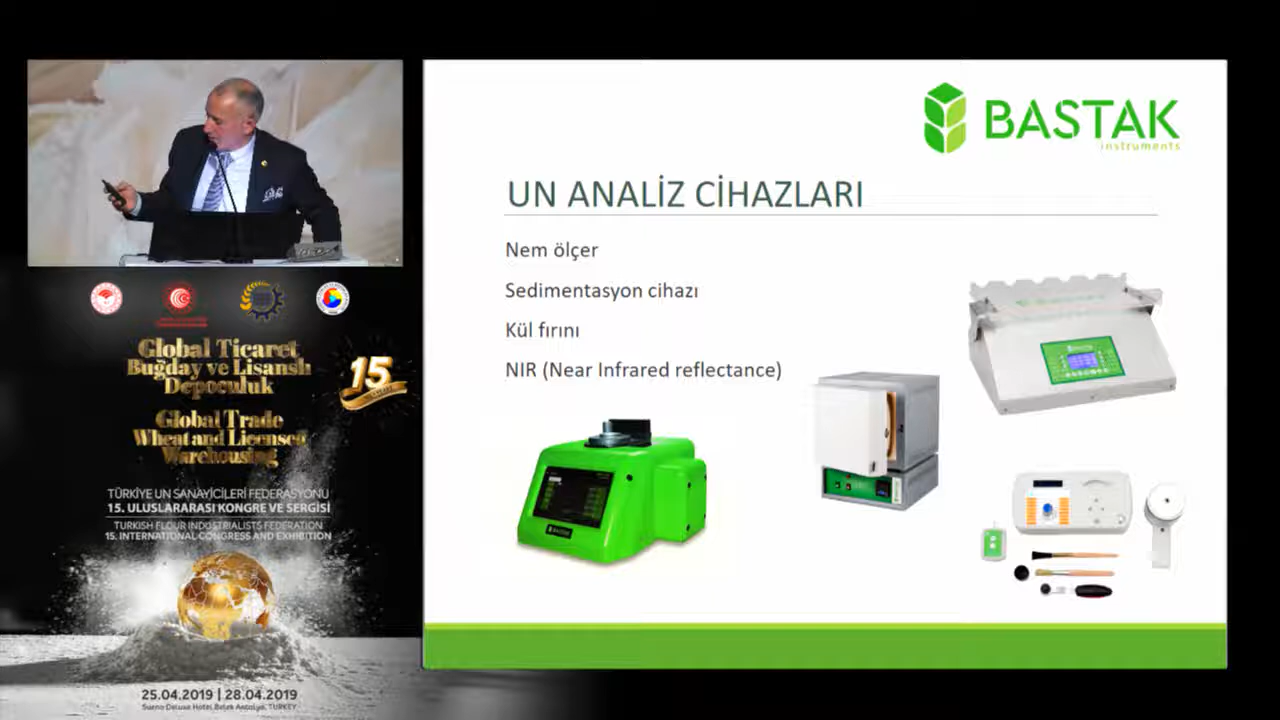 BASTAK
instruments
UN ANALİZ CİHAZLARI
Nem ölçer
Sedimentasyon cihazı
Kül fırını
NIR (Near Infrared reflectance)
BASTAK
Global Ticaret
Buğday ve Lisanslı
Depoculuk
15
Global Trade
Wheat and Licensed
Warehousing
TÜRKİYE UN SANAYİCİLERİ FEDERASYONU
15. ULUSLARARASI KONGRE VE SERGİSİ
TURKISH FLOUR INDUSTRIALISTS FEDERATION
15. INTERNATIONAL CONGRESS AND EXHIBITION
25.04.2019 | 28.04.2019
Sueno Deluxe Hotel, Belek Antalya, TURKEY